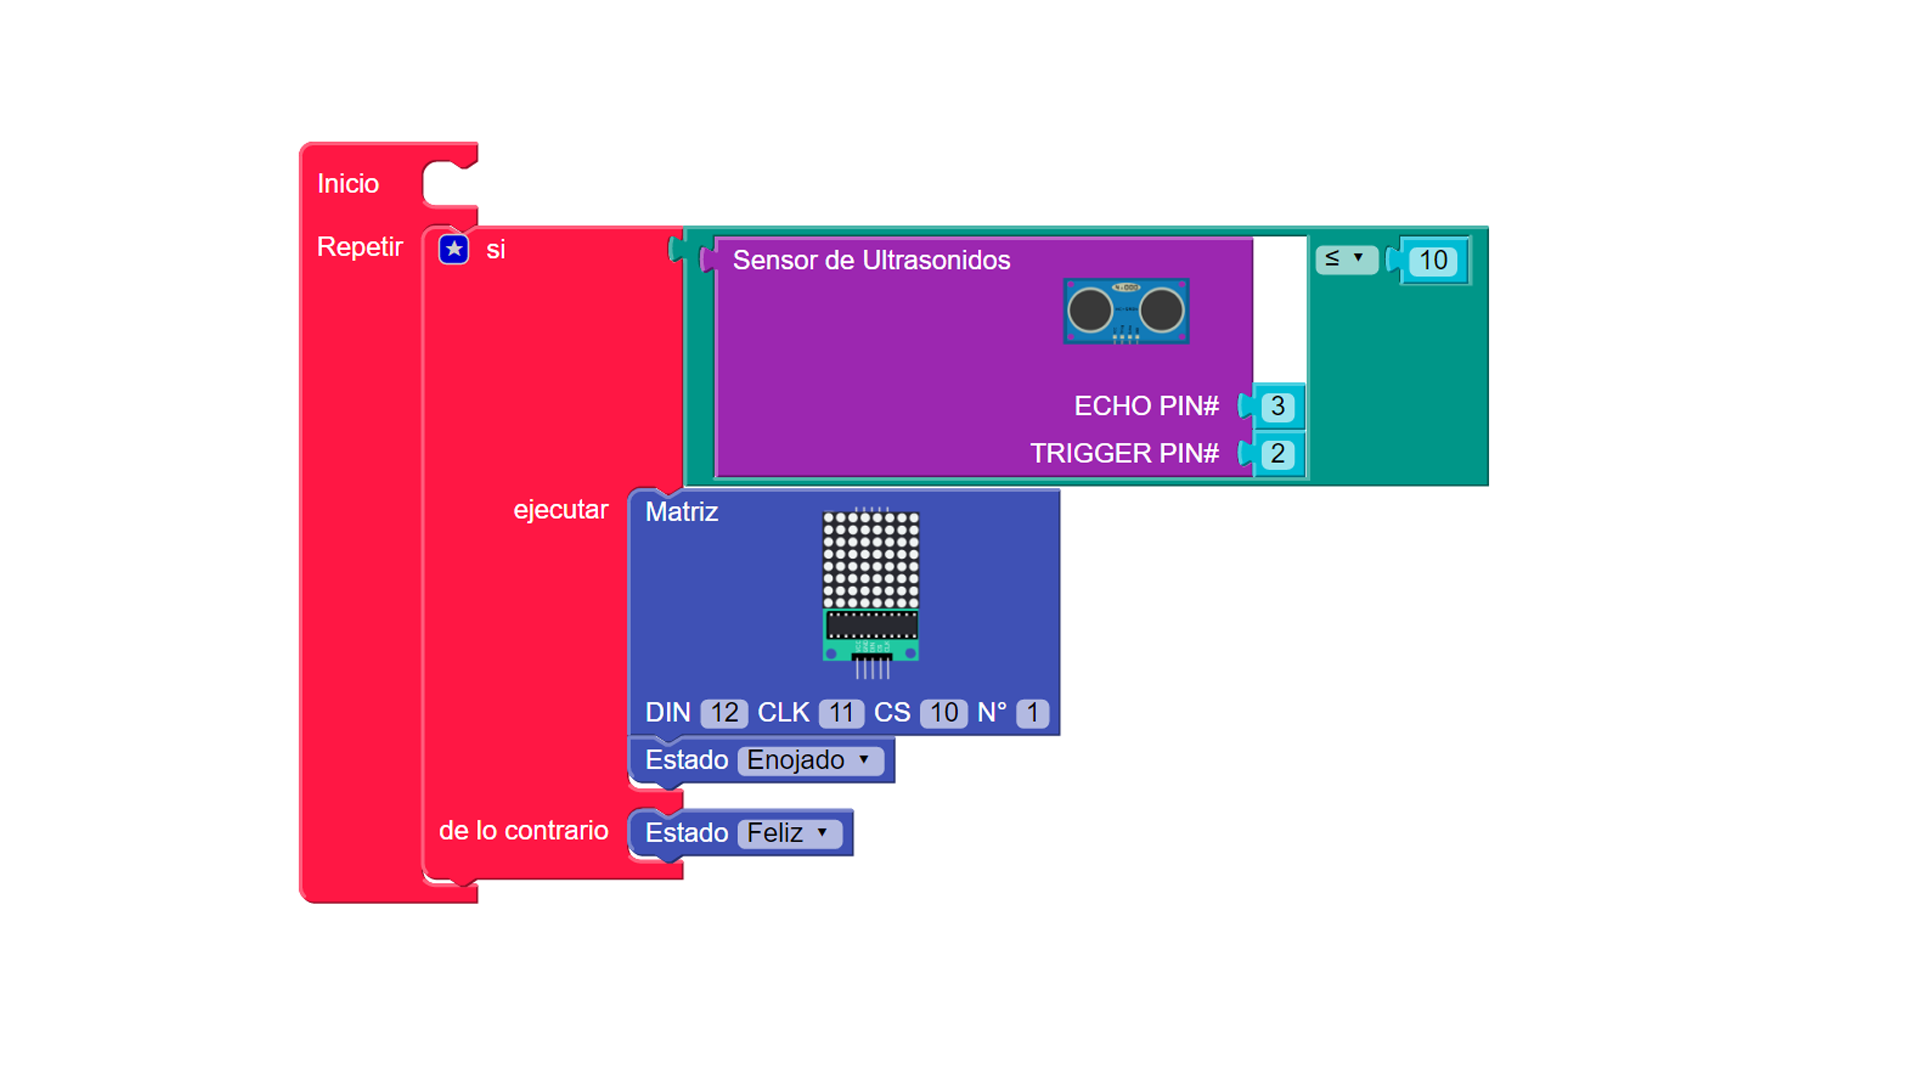 Inicio
Repetir si
Sensor de Ultrasonidos ≤ 10
ECHO PIN# 3
TRIGGER PIN# 2
ejecutar Matriz
DIN 12 CLK 11 CS 10 N° 1
Estado Enojado
de lo contrario Estado Feliz